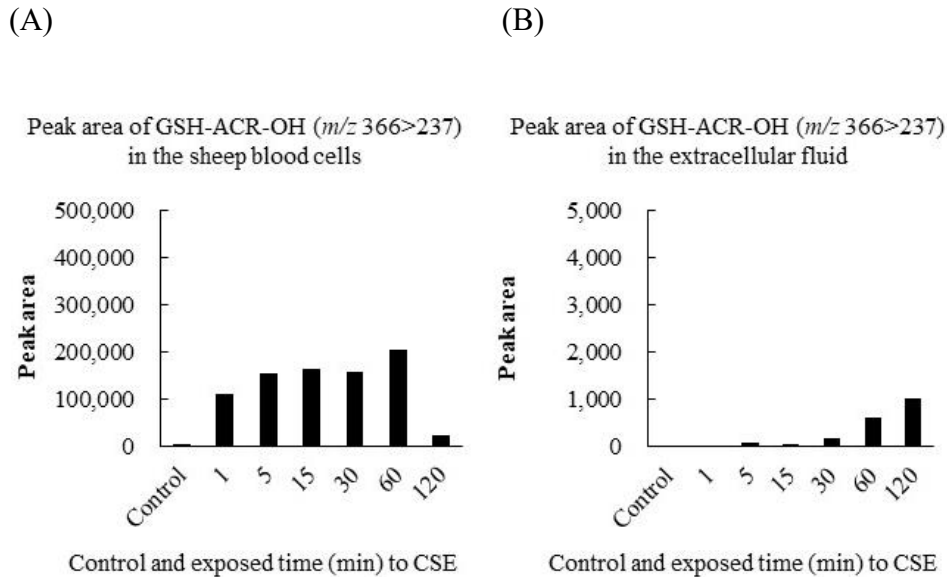 (A)
(B)
Peak area of GSH-ACR-OH (m/z 366>237)
in the sheep blood cells
500,000
400,000
300,000
200,000
100,000
0
Peak area
Control
1
5
15
30
60
120
Control and exposed time (min) to CSE
Peak area of GSH-ACR-OH (m/z 366>237)
in the extracellular fluid
5,000
4,000
3,000
2,000
1,000
0
Peak area
Control
1
5
15
30
60
120
Control and exposed time (min) to CSE